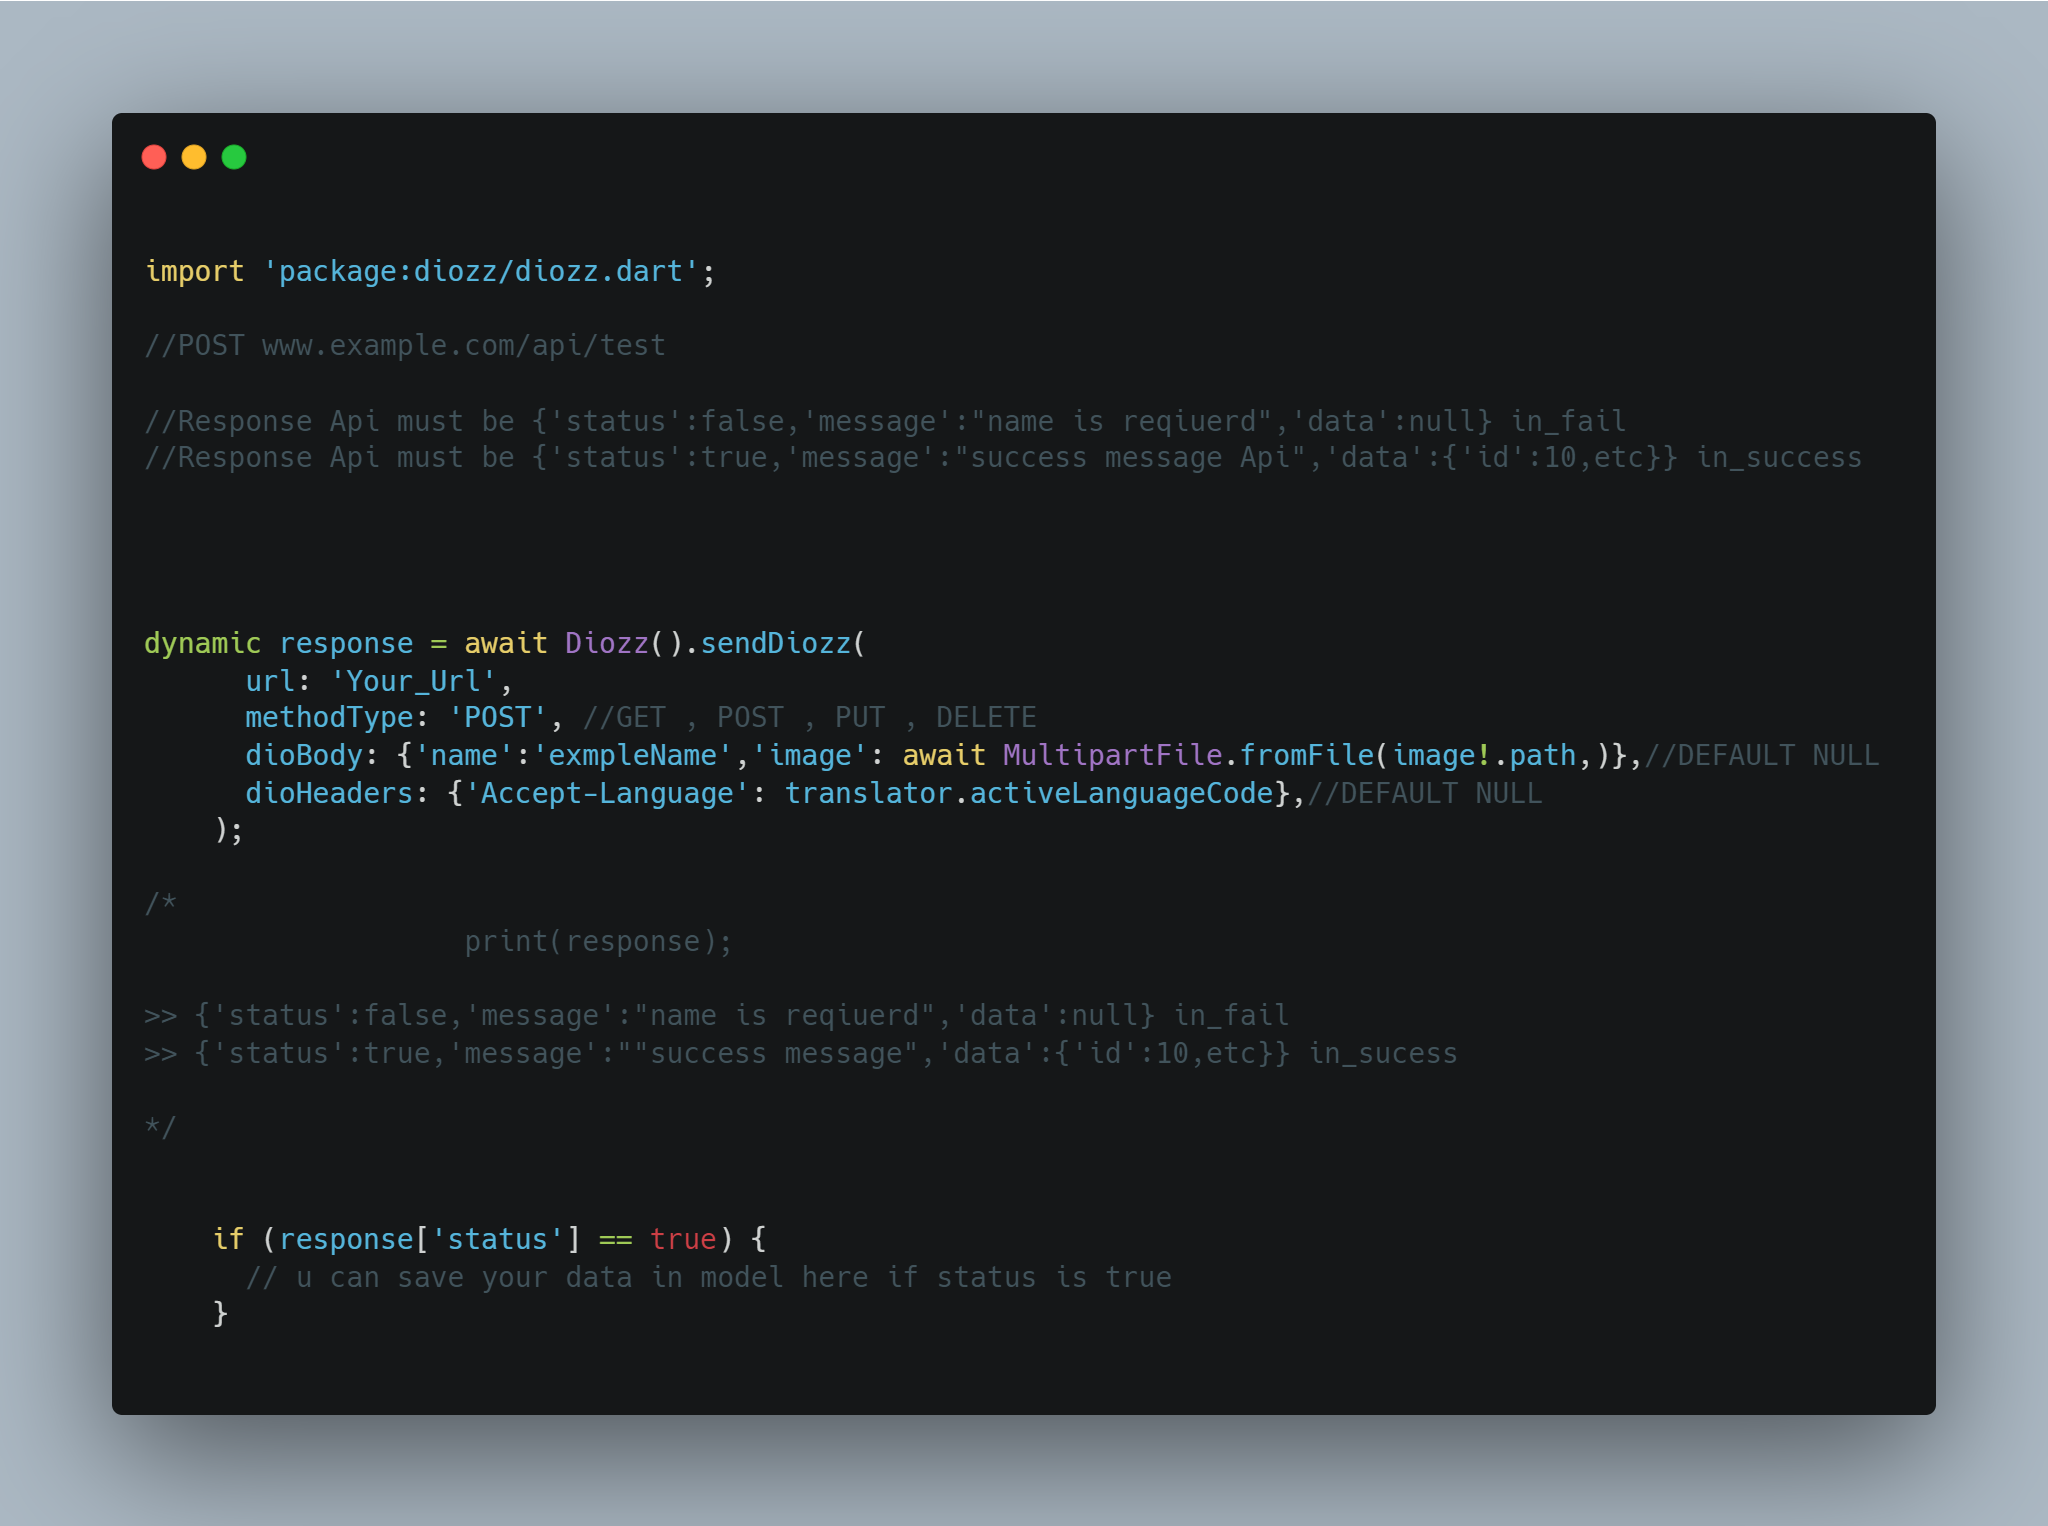 import 'package:diozz/diozz.dart';
//POST www.example.com/api/test
//Response Api must be {'status':false,'message':"name is reqiuerd",'data':null} in_fail
//Response Api must be {'status':true,'message':"success message Api",'data':{'id':10,etc}} in_success
dynamic response = await Diozz().sendDiozz(
url: 'Your_Url',
methodType: 'POST', //GET , POST , PUT , DELETE
dioBody: {'name':'exmpleName','image': await MultipartFile.fromFile(image!.path,)},//DEFAULT NULL
dioHeaders: {'Accept-Language': translator.activeLanguageCode},//DEFAULT NULL
);
/*
print(response);
>> {'status':false,'message':"name is reqiuerd",'data':null} in_fail
>> {'status':true,'message':""success message",'data':{'id':10,etc}} in_sucess
*/
if (response['status'] == true) {
// u can save your data in model here if status is true
}